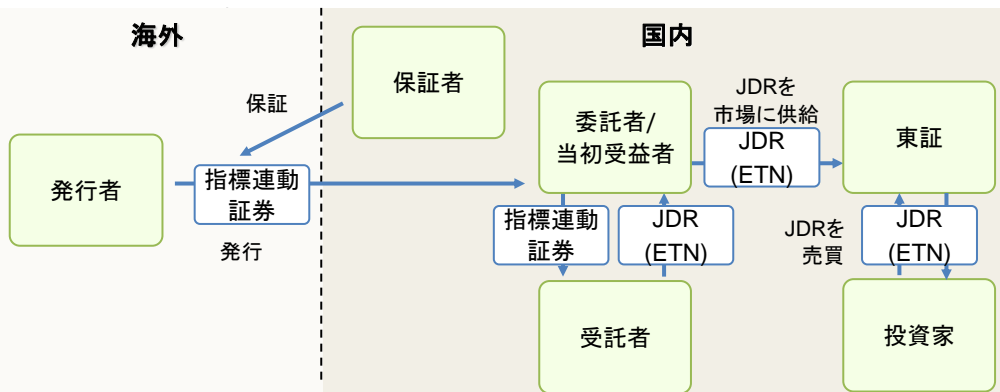 海外
国内
保証者
保証
発行者
指標連動
証券
発行
委託者/
当初受益者
JDRを
市場に供給
JDR
(ETN)
東証
指標連動
証券
JDR
(ETN)
JDRを
売買
JDR
(ETN)
受託者
投資家